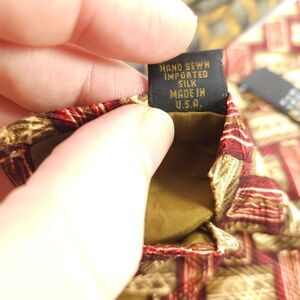 HAND SEWN
IMPORTED
SILK
MADE IN
U.S.A.